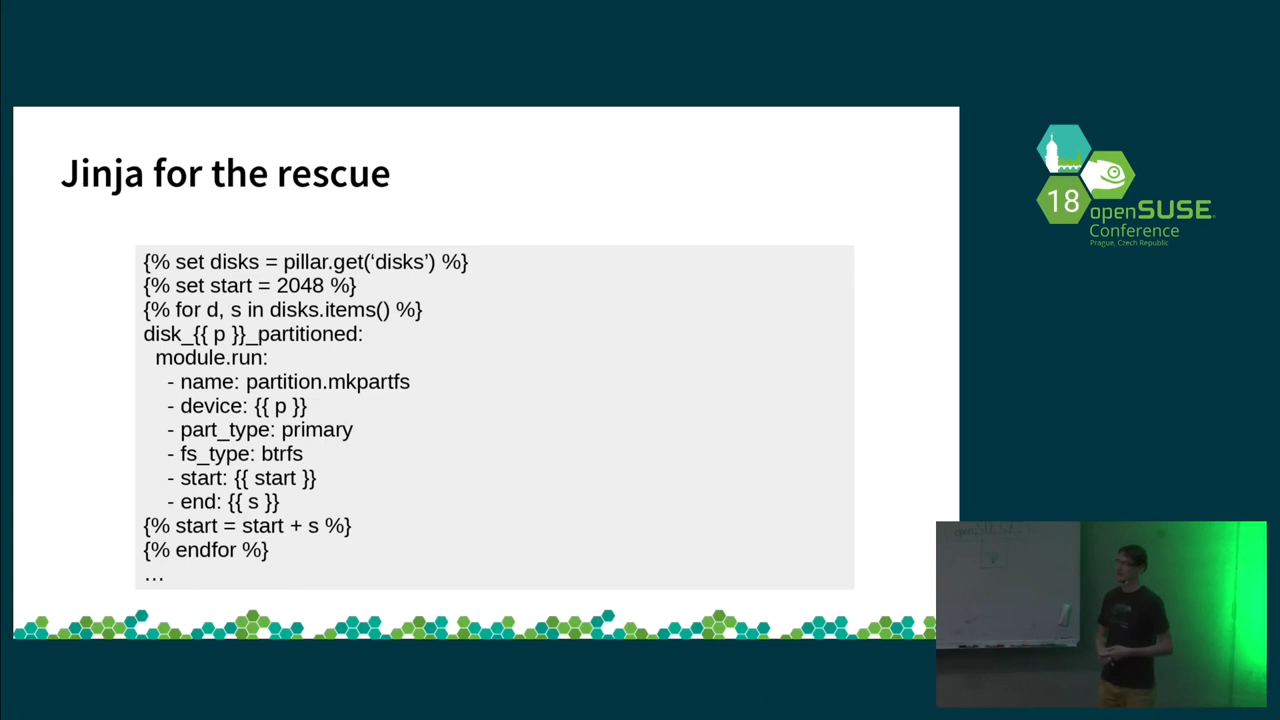 Jinja for the rescue
{% set disks = pillar.get(‘disks’) %}
{% set start = 2048 %}
{% for d, s in disks.items() %}
disk_{{ p }}_partitioned:
module.run:
- name: partition.mkpartfs
- device: {{ p }}
- part_type: primary
- fs_type: btrfs
- start: {{ start }}
- end: {{ s }}
{% start = start + s %}
{% endfor %}
…
18
openSUSE
Conference
Prague, Czech Republic